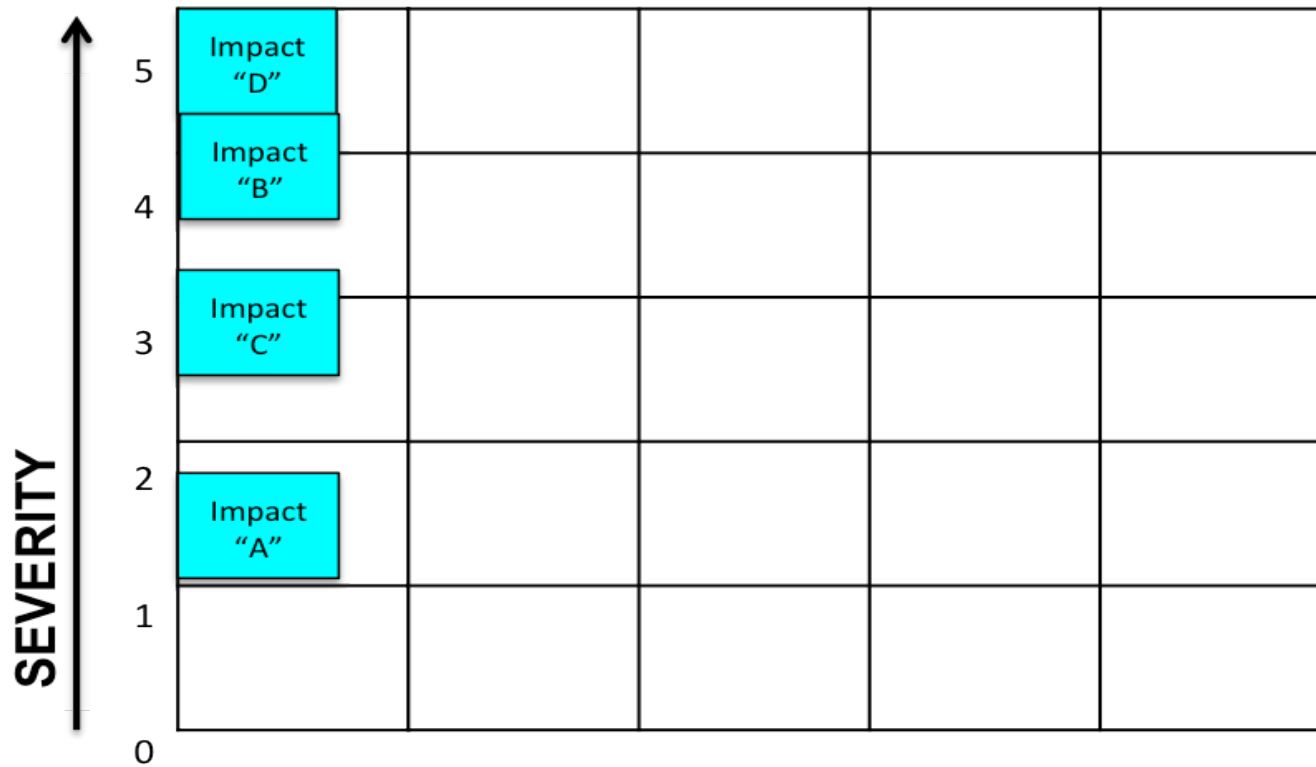 5
Impact
“D”
Impact
“B”
4
Impact
“C”
3
2
Impact
“A”
1
0
SEVERITY